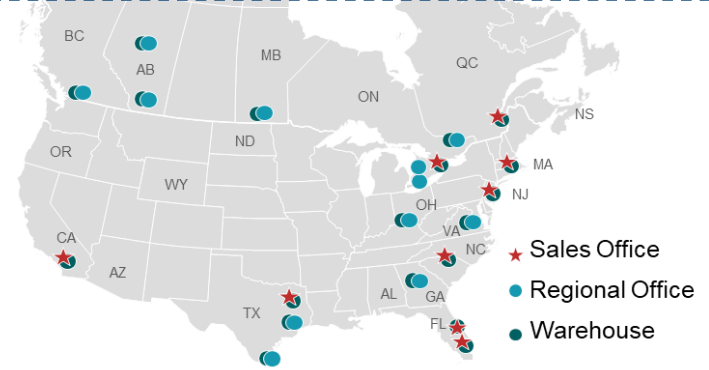 BC
AB
MB
ON
QC
NS
OR
ND
WY
MA
NJ
OH
VA
NC
CA
AZ
TX
AL
GA
FL
Sales Office
Regional Office
Warehouse